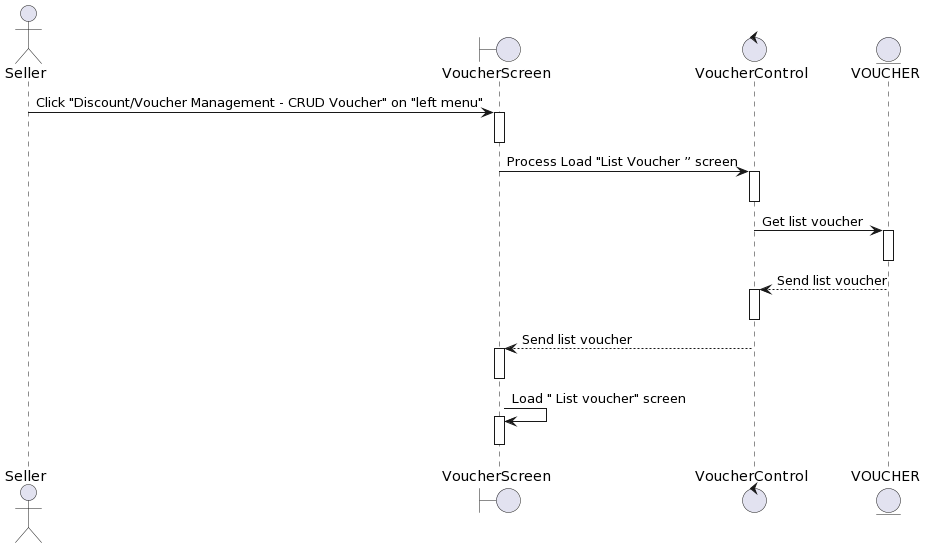 Seller
VoucherScreen
VoucherControl
VOUCHER
Click "Discount/Voucher Management - CRUD Voucher" on "left menu"
Process Load "List Voucher ” screen
Get list voucher
Send list voucher
Send list voucher
Load " List voucher" screen
Seller
VoucherScreen
VoucherControl
VOUCHER